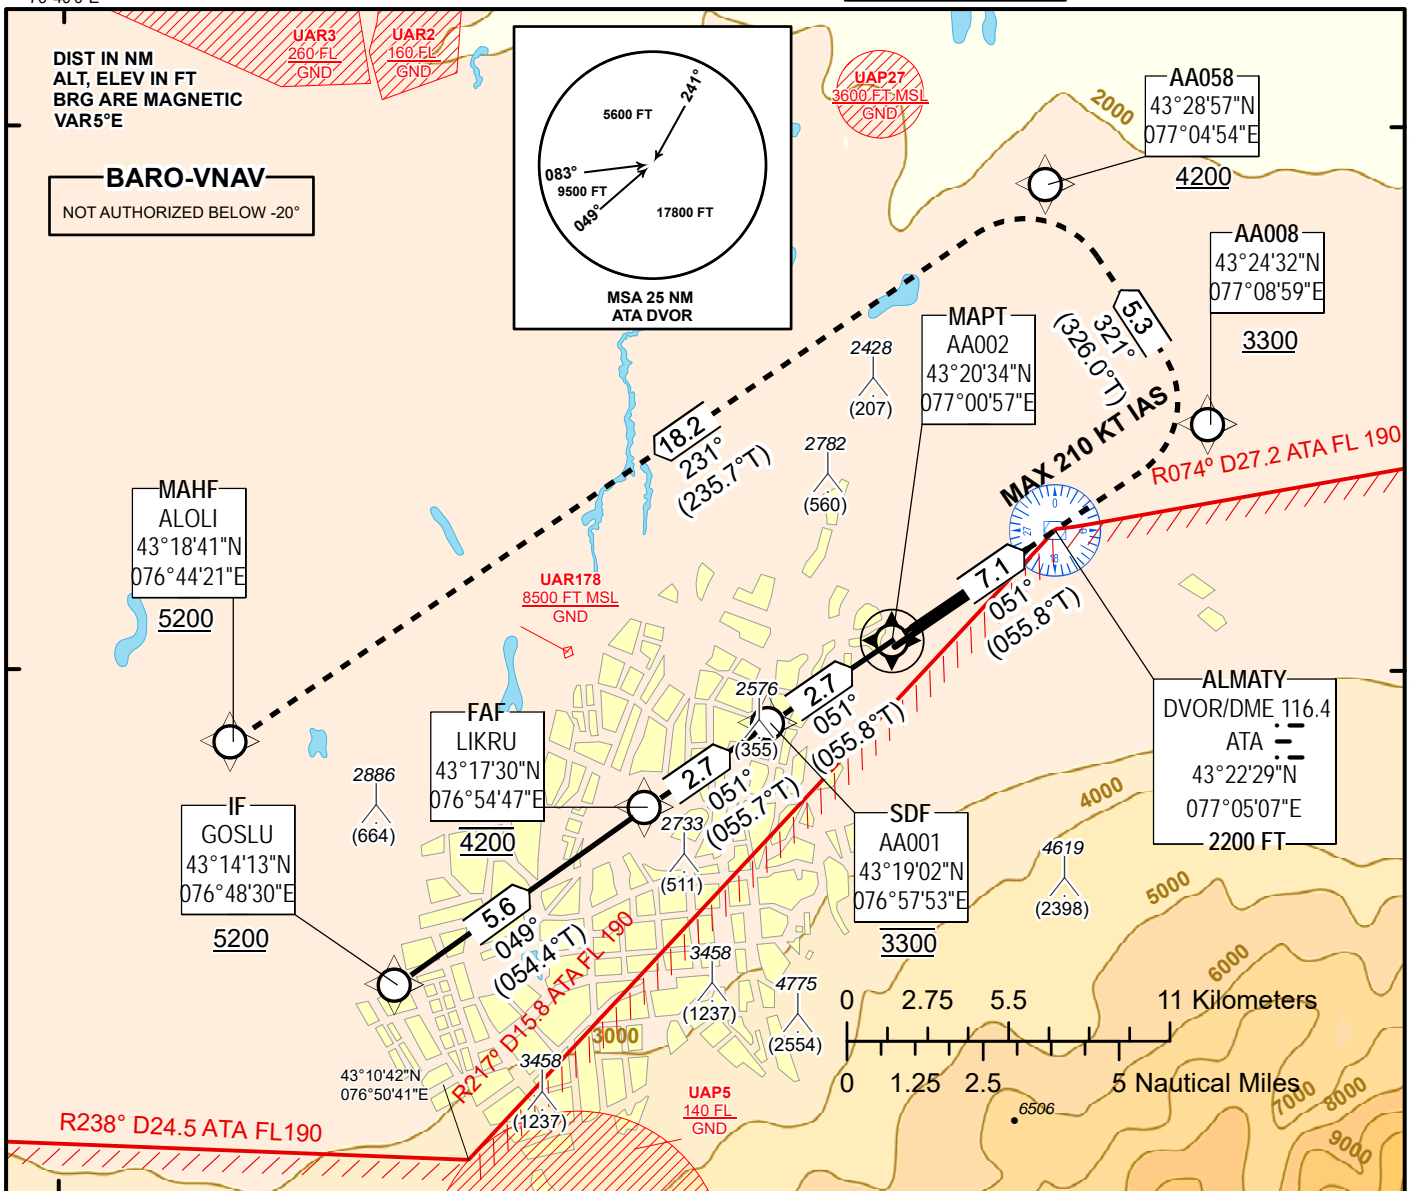 DIST IN NM
ALT, ELEV IN FT
BRG ARE MAGNETIC
VAR5°E
BARO-VNAV
NOT AUTHORIZED BELOW -20°
UAR3
260 FL
GND
UAR2
160 FL
GND
5600 FT
241°
083°
9500 FT
049°
17800 FT
MSA 25 NM
ATA DVOR
UAP27
3600 FT MSL
GND
2000
AA058
43°28'57"N
077°04'54"E
4200
AA008
43°24'32"N
077°08'59"E
3300
MAPT
AA002
43°20'34"N
077°00'57"E
5.3
321°
(326.0°T)
MAX 210 KT IAS
R074° D27.2 ATA FL 190
2428
(207)
2782
(560)
18.2
231°
(235.7°T)
MAHF
ALOLI
43°18'41"N
076°44'21"E
5200
UAR178
8500 FT MSL
GND
0
27
18
7.1
051°
(055.8°T)
2.7
051°
(055.8°T)
2576
(355)
2.7
051°
(055.7°T)
ALMATY
DVOR/DME 116.4
ATA
43°22'29"N
077°05'07"E
2200 FT
FAF
LIKRU
43°17'30"N
076°54'47"E
4200
2886
(664)
IF
GOSLU
43°14'13"N
076°48'30"E
5200
2733
(511)
SDF
AA001
43°19'02"N
076°57'53"E
3300
4000
4619
(2398)
5000
6000
5.6
049°
(054.4°T)
3458
(1237)
4775
(2554)
0 2.75 5.5 11 Kilometers
0 1.25 2.5 5 Nautical Miles
R217° D15.8 ATA FL 190
3000
3458
(1237)
43°10'42"N
076°50'41"E
R238° D24.5 ATA FL190
UAP5
140 FL
GND
6506
7000
8000
9000